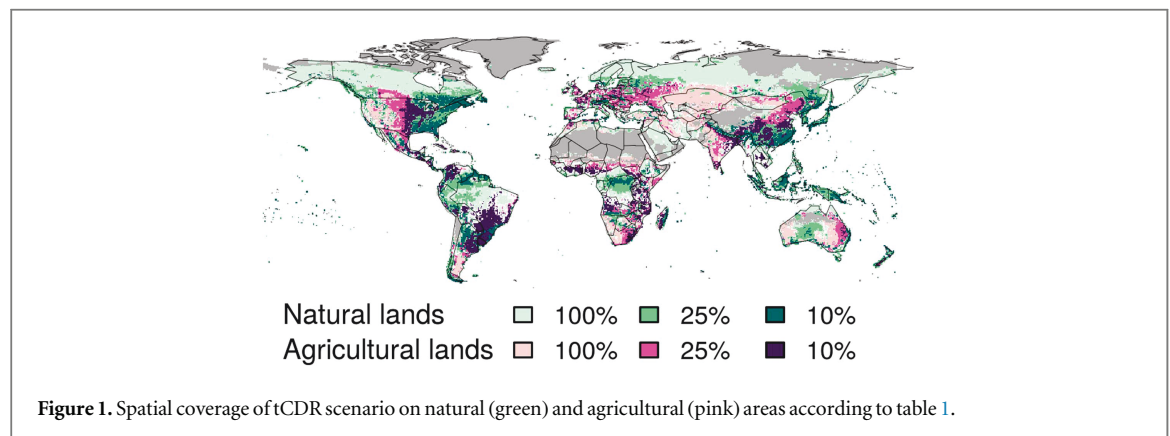 Natural lands 100% 25% 10%
Agricultural lands 100% 25% 10%
Figure 1. Spatial coverage of tCDR scenario on natural (green) and agricultural (pink) areas according to table 1.